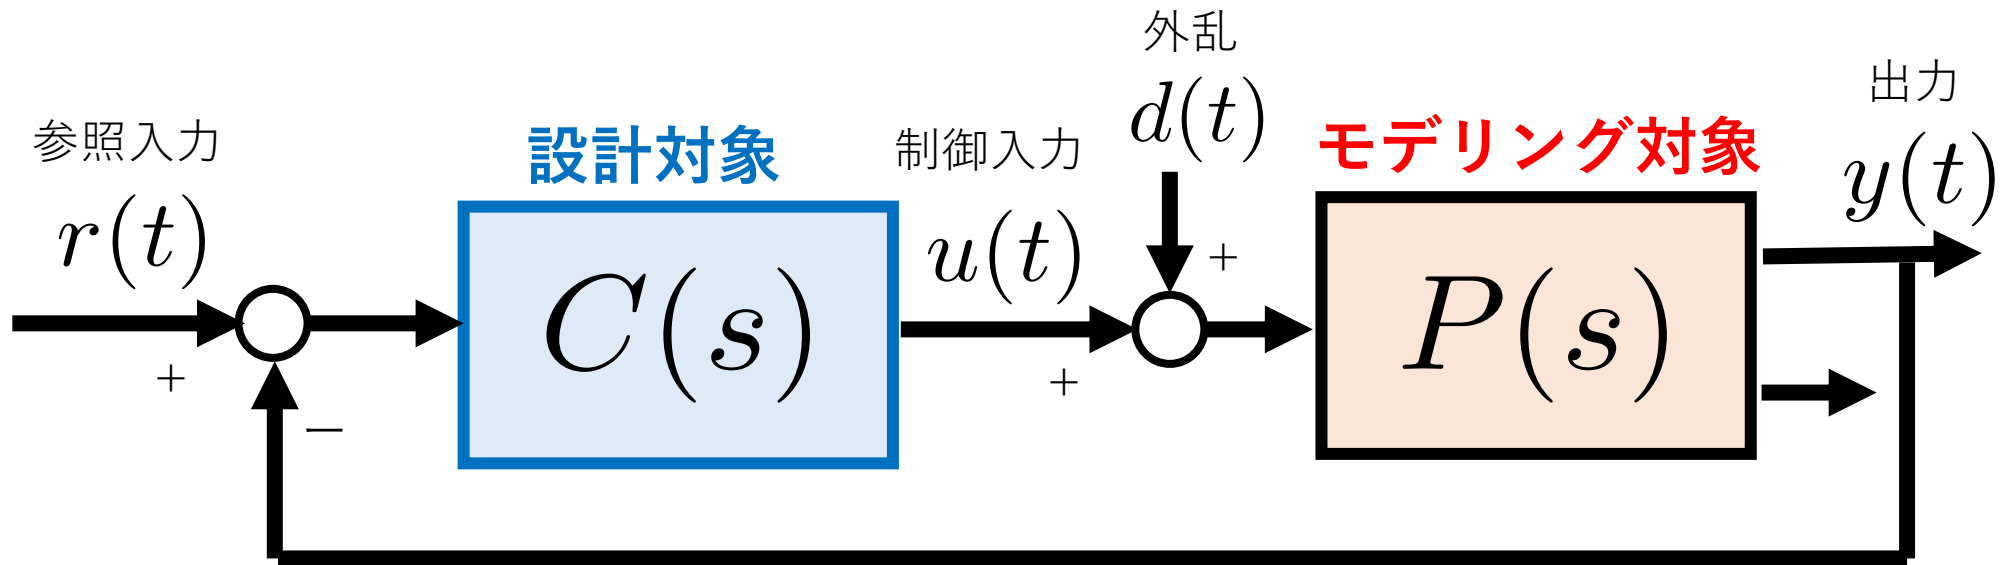 参照入力
r(t)
+
−
設計対象
C(s)
制御入力
u(t)
+
外乱
d(t)
+
モデリング対象
P(s)
出力
y(t)